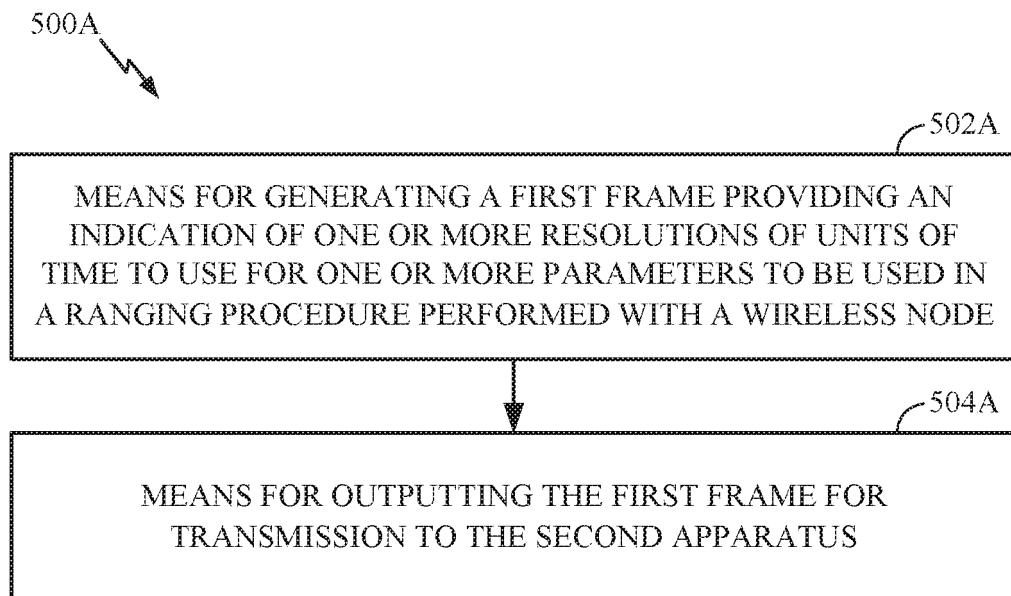 500A
502A
MEANS FOR GENERATING A FIRST FRAME PROVIDING AN
INDICATION OF ONE OR MORE RESOLUTIONS OF UNITS OF
TIME TO USE FOR ONE OR MORE PARAMETERS TO BE USED IN
A RANGING PROCEDURE PERFORMED WITH A WIRELESS NODE
504A
MEANS FOR OUTPUTTING THE FIRST FRAME FOR
TRANSMISSION TO THE SECOND APPARATUS